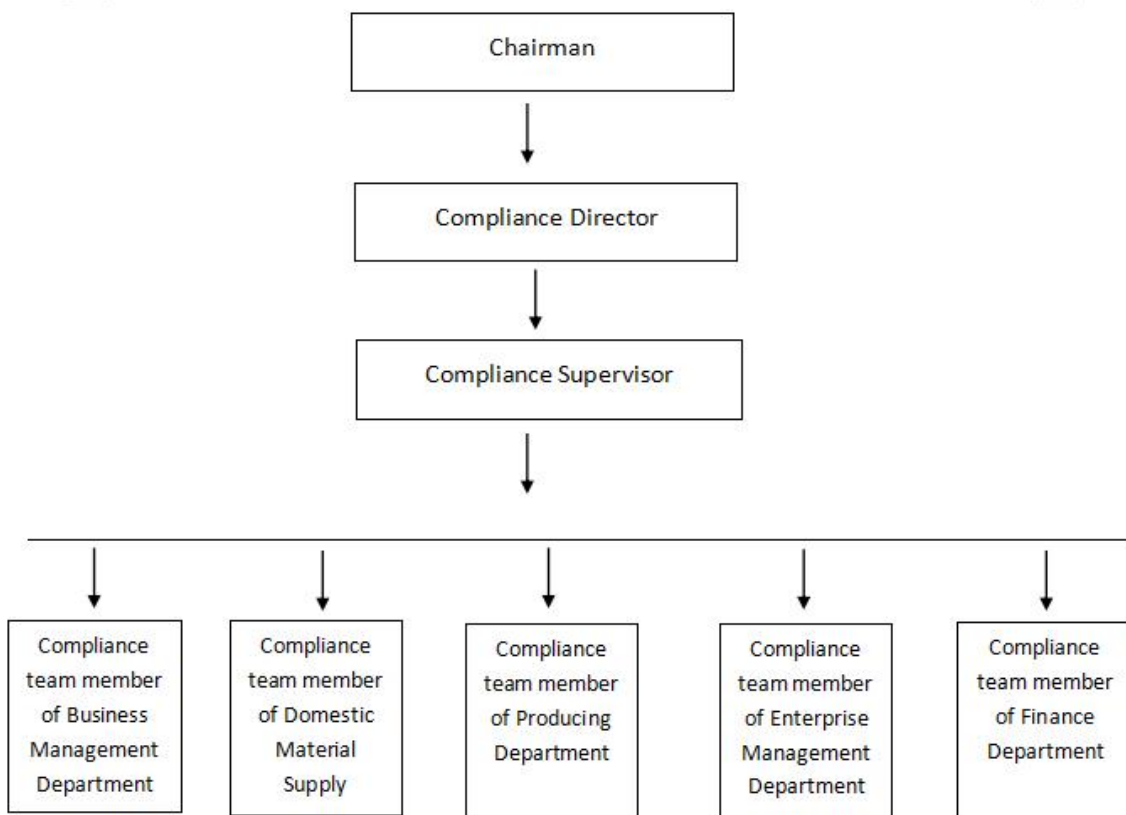 Chairman
Compliance Director
Compliance Supervisor
Compliance
team member
of Business
Management
Department
Compliance
team member
of Domestic
Material
Supply
Compliance
team member
of Producing
Department
Compliance
team member
of Enterprise
Management
Department
Compliance
team member
of Finance
Department